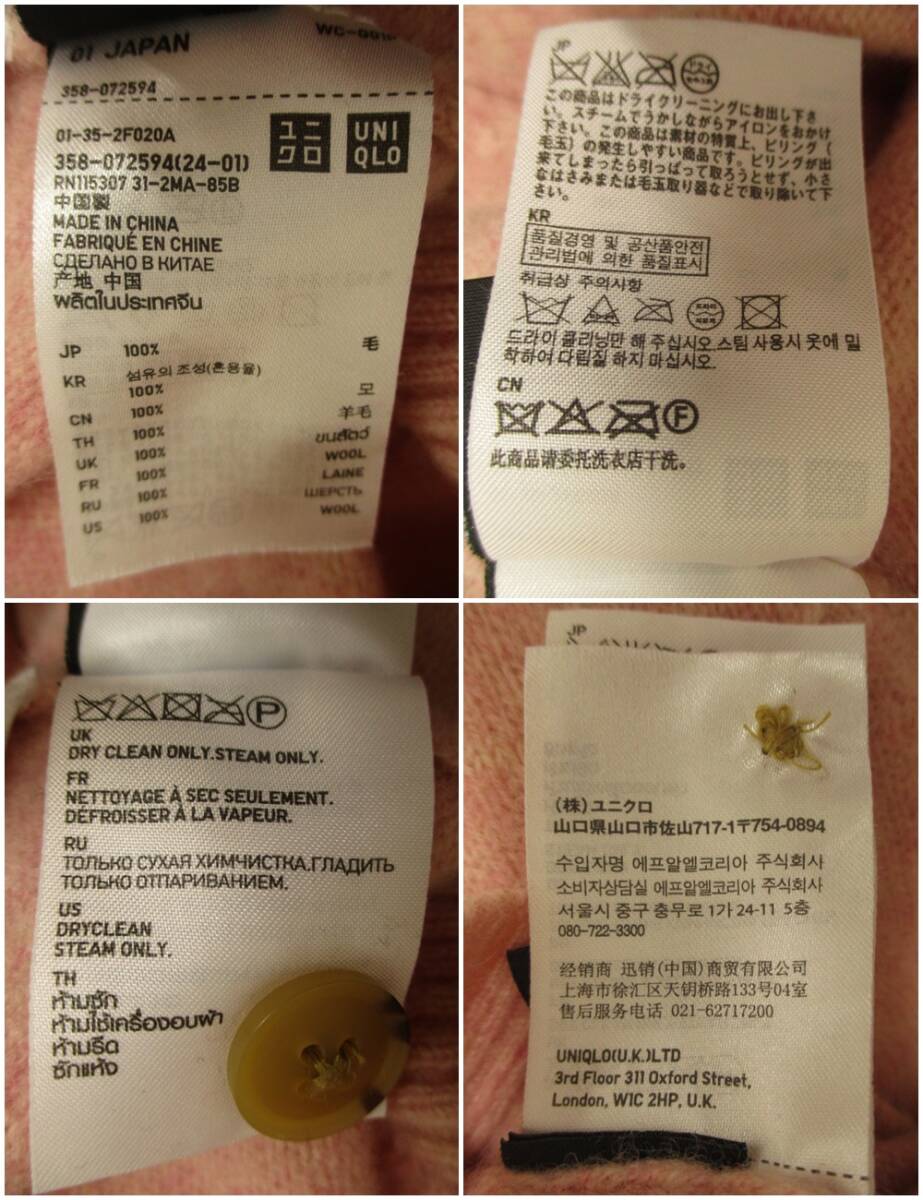 01 JAPAN
358-072594
01-35-2F020A
358-072594(24-01)
RN115307 31-2MA-85B
中国製
MADE IN CHINA
FABRIQUÉ EN CHINE
СДЕЛАНО В КИТАЕ
产地 中国
ผลิตในประเทศจีน
ユニクロ
UNIQLO
JP 100% 毛
KR 섬유의 조성(혼용율)
100% 모
CN 100% 羊毛
TH 100% ขนสัตว์
UK 100% WOOL
FR 100% LAINE
RU 100% ШЕРСТЬ
US 100% WOOL
JP
ドライ
この商品はドライクリーニングにお出し下さ
い。スチームでうかしながらアイロンをおかけ
下さい。この商品は素材の特質上、ピリング(
毛玉)の発生しやすい商品です。ピリングが出
来てしまったら引っぱって取ろうとせず、小さ
なはさみまたは毛玉取り器などで取り除いて下
さい。
KR
품질경영 및 공산품안전
관리법에 의한 품질표시
취급상 주의사항
드라이
드라이 클리닝만 해 주십시오.스팀 사용시 옷에 밀
착하여 다림질 하지 마십시오.
CN
F
此商品请委托洗衣店干洗。
P
UK
DRY CLEAN ONLY.STEAM ONLY.
FR
NETTOYAGE À SEC SEULEMENT.
DÉFROISSER À LA VAPEUR.
RU
ТОЛЬКО СУХАЯ ХИМЧИСТКА.ГЛАДИТЬ
ТОЛЬКО ОТПАРИВАНИЕМ.
US
DRYCLEAN
STEAM ONLY.
TH
ห้ามซัก
ห้ามใช้เครื่องอบผ้า
ห้ามรีด
ซักแห้ง
JP
(株)ユニクロ
山口県山口市佐山717-1〒754-0894
수입자명 에프알엘코리아 주식회사
소비자상담실 에프알엘코리아 주식회사
서울시 중구 충무로 1가 24-11 5층
080-722-3300
经销商 迅销(中国)商贸有限公司
上海市徐汇区天钥桥路133号04室
售后服务电话 021-62717200
UNIQLO(U.K.)LTD
3rd Floor 311 Oxford Street,
London, W1C 2HP, U.K.